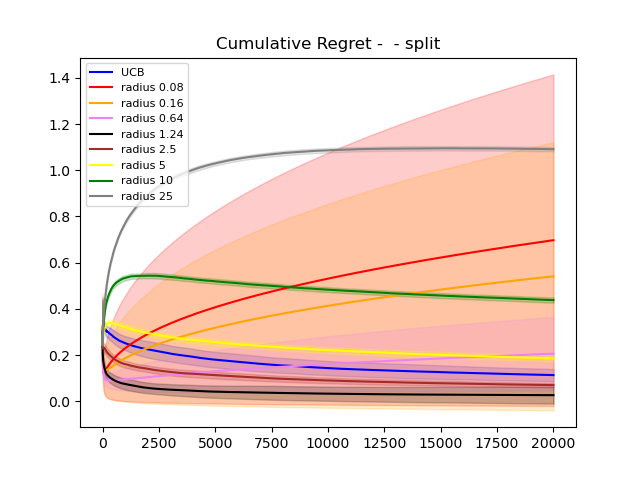 Cumulative Regret -  - split
UCB
radius 0.08
radius 0.16
radius 0.64
radius 1.24
radius 2.5
radius 5
radius 10
radius 25
1.4
1.2
1.0
0.8
0.6
0.4
0.2
0.0
0 2500 5000 7500 10000 12500 15000 17500 20000